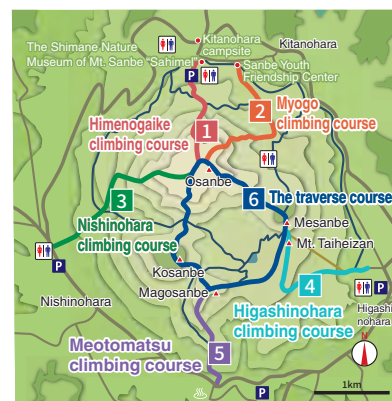 Kitanohara
campsite
Kitanohara
The Shimane Nature
Museum of Mt. Sanbe "Sahimel"
Sanbe Youth
Friendship Center
P
2
Myogo
climbing course
Himenogaike
climbing course
1
Osanbe
3
Nishinohara
climbing course
6
The traverse course
Mesanbe
Mt. Taiheizan
P
Nishinohara
Kosanbe
Magosanbe
4
Higashinohara
climbing course
P
Higashi
nohara
Meotomatsu
climbing course
5
P
N
1km